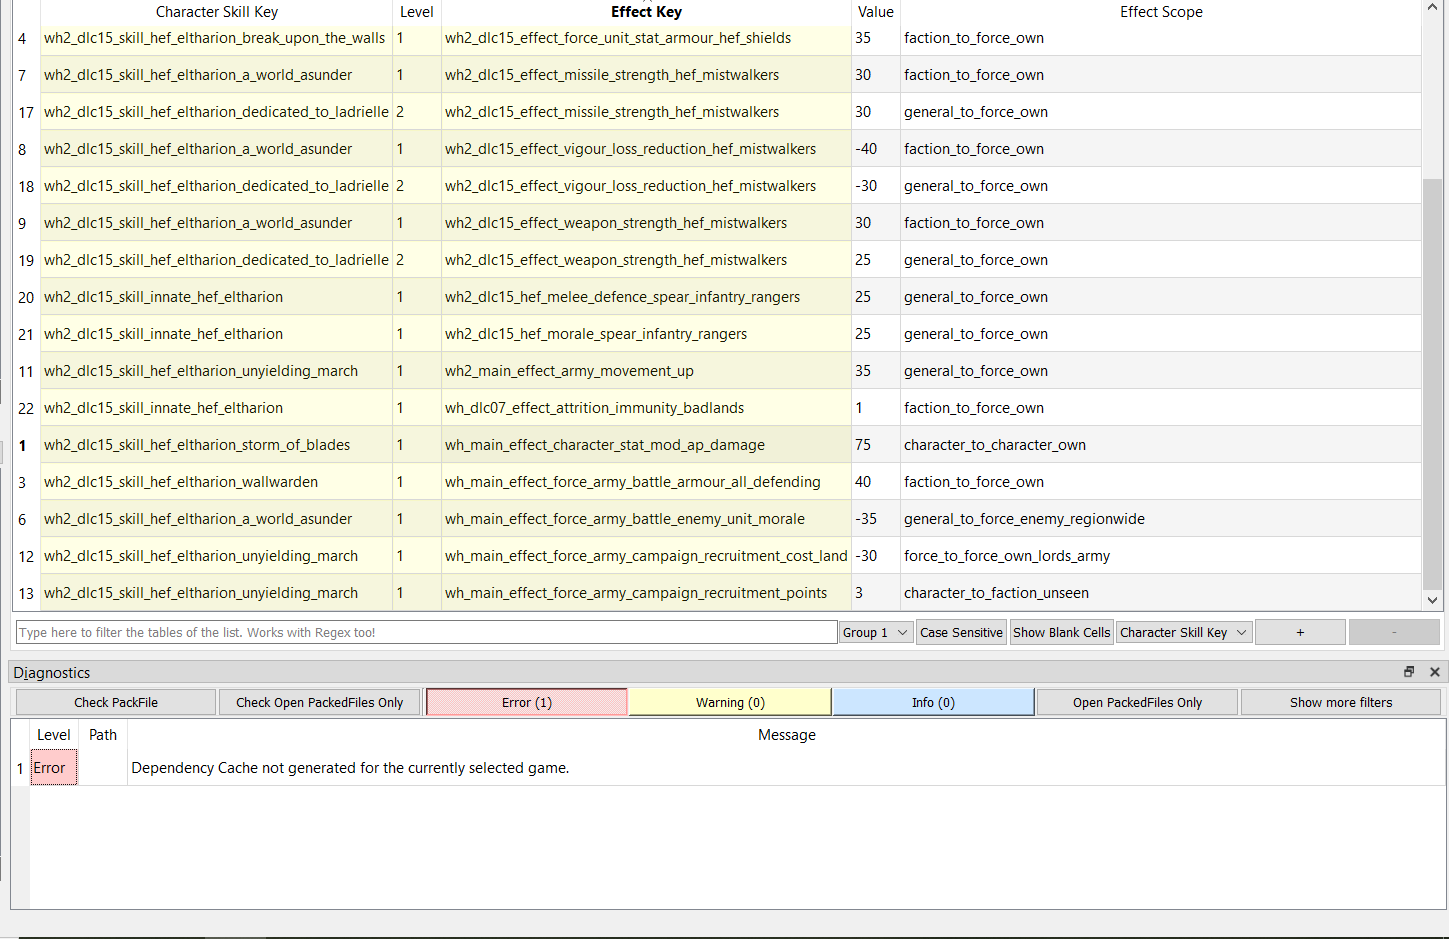 Character Skill Key Level Effect Key Value Effect Scope
4 wh2_dlc15_skill_hef_eltharion_break_upon_the_walls 1 wh2_dlc15_effect_force_unit_stat_armour_hef_shields 35 faction_to_force_own
7 wh2_dlc15_skill_hef_eltharion_a_world_asunder 1 wh2_dlc15_effect_missile_strength_hef_mistwalkers 30 faction_to_force_own
17 wh2_dlc15_skill_hef_eltharion_dedicated_to_ladrielle 2 wh2_dlc15_effect_missile_strength_hef_mistwalkers 30 general_to_force_own
8 wh2_dlc15_skill_hef_eltharion_a_world_asunder 1 wh2_dlc15_effect_vigour_loss_reduction_hef_mistwalkers -40 faction_to_force_own
18 wh2_dlc15_skill_hef_eltharion_dedicated_to_ladrielle 2 wh2_dlc15_effect_vigour_loss_reduction_hef_mistwalkers -30 general_to_force_own
9 wh2_dlc15_skill_hef_eltharion_a_world_asunder 1 wh2_dlc15_effect_weapon_strength_hef_mistwalkers 30 faction_to_force_own
19 wh2_dlc15_skill_hef_eltharion_dedicated_to_ladrielle 2 wh2_dlc15_effect_weapon_strength_hef_mistwalkers 25 general_to_force_own
20 wh2_dlc15_skill_innate_hef_eltharion 1 wh2_dlc15_hef_melee_defence_spear_infantry_rangers 25 general_to_force_own
21 wh2_dlc15_skill_innate_hef_eltharion 1 wh2_dlc15_hef_morale_spear_infantry_rangers 25 general_to_force_own
11 wh2_dlc15_skill_hef_eltharion_unyielding_march 1 wh2_main_effect_army_movement_up 35 general_to_force_own
22 wh2_dlc15_skill_innate_hef_eltharion 1 wh_dlc07_effect_attrition_immunity_badlands 1 faction_to_force_own
1 wh2_dlc15_skill_hef_eltharion_storm_of_blades 1 wh_main_effect_character_stat_mod_ap_damage 75 character_to_character_own
3 wh2_dlc15_skill_hef_eltharion_wallwarden 1 wh_main_effect_force_army_battle_armour_all_defending 40 faction_to_force_own
6 wh2_dlc15_skill_hef_eltharion_a_world_asunder 1 wh_main_effect_force_army_battle_enemy_unit_morale -35 general_to_force_enemy_regionwide
12 wh2_dlc15_skill_hef_eltharion_unyielding_march 1 wh_main_effect_force_army_campaign_recruitment_cost_land -30 force_to_force_own_lords_army
13 wh2_dlc15_skill_hef_eltharion_unyielding_march 1 wh_main_effect_force_army_campaign_recruitment_points 3 character_to_faction_unseen
Type here to filter the tables of the list. Works with Regex too! Group 1 Case Sensitive Show Blank Cells Character Skill Key + -
Diagnostics
Check PackFile Check Open PackedFiles Only Error (1) Warning (0) Info (0) Open PackedFiles Only Show more filters
Level Path Message
1 Error Dependency Cache not generated for the currently selected game.